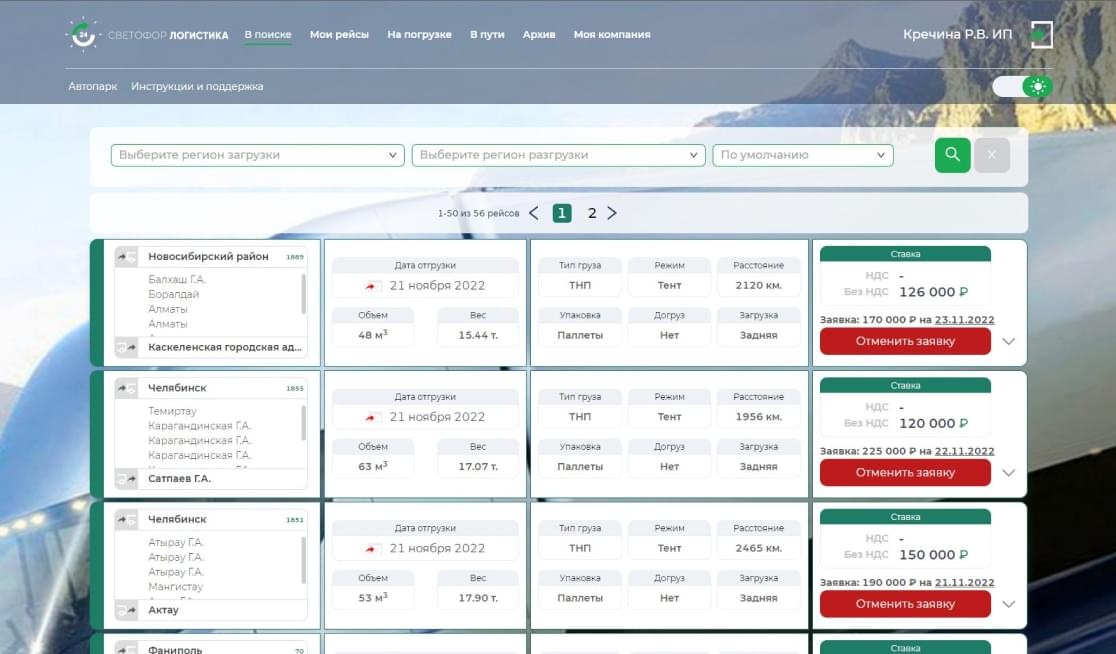 24 СВЕТОФОР ЛОГИСТИКА В поиске Мои рейсы На погрузке В пути Архив Моя компания Кречина Р.В. ИП
Автопарк Инструкции и поддержка
Выберите регион загрузки Выберите регион разгрузки По умолчанию X
1-50 из 56 рейсов 1 2
Новосибирский район 1889
Балхаш Г.А.
Боралдай
Алматы
Алматы
Каскеленская городская ад...
Дата отгрузки
21 ноября 2022
Объем Вес
48 м³ 15.44 т.
Тип груза Режим Расстояние
ТНП Тент 2120 км.
Упаковка Догруз Загрузка
Паллеты Нет Задняя
Ставка
НДС -
Без НДС 126 000 ₽
Заявка: 170 000 ₽ на 23.11.2022
Отменить заявку
Челябинск 1855
Темиртау
Карагандинская Г.А.
Карагандинская Г.А.
Карагандинская Г.А.
Сатпаев Г.А.
Дата отгрузки
21 ноября 2022
Объем Вес
63 м³ 17.07 т.
Тип груза Режим Расстояние
ТНП Тент 1956 км.
Упаковка Догруз Загрузка
Паллеты Нет Задняя
Ставка
НДС -
Без НДС 120 000 ₽
Заявка: 225 000 ₽ на 22.11.2022
Отменить заявку
Челябинск 1851
Атырау Г.А.
Атырау Г.А.
Атырау Г.А.
Мангистау
Актау
Дата отгрузки
21 ноября 2022
Объем Вес
53 м³ 17.90 т.
Тип груза Режим Расстояние
ТНП Тент 2465 км.
Упаковка Догруз Загрузка
Паллеты Нет Задняя
Ставка
НДС -
Без НДС 150 000 ₽
Заявка: 190 000 ₽ на 21.11.2022
Отменить заявку
Фаниполь 70
Ставка